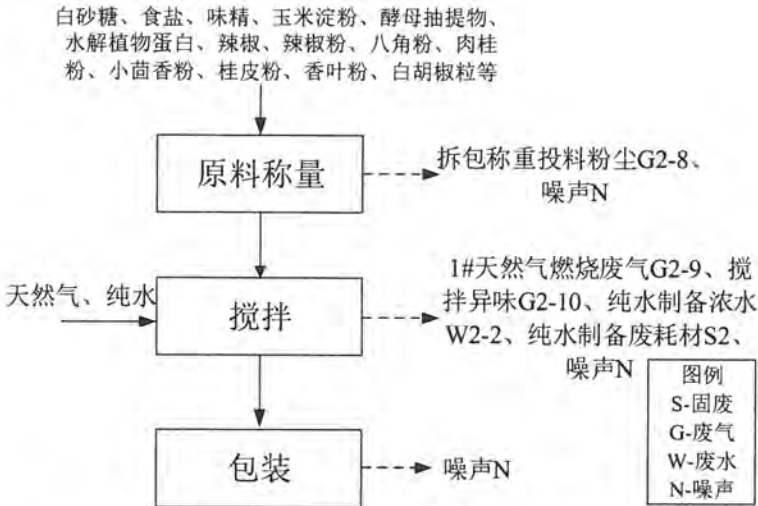 白砂糖、食盐、味精、玉米淀粉、酵母抽提物、
水解植物蛋白、辣椒、辣椒粉、八角粉、肉桂
粉、小茴香粉、桂皮粉、香叶粉、白胡椒粒等
原料称量
拆包称重投料粉尘G2-8、
噪声N
天然气、纯水
搅拌
1#天然气燃烧废气G2-9、搅
拌异味G2-10、纯水制备浓水
W2-2、纯水制备废耗材S2、
噪声N
包装
噪声N
图例
S-固废
G-废气
W-废水
N-噪声